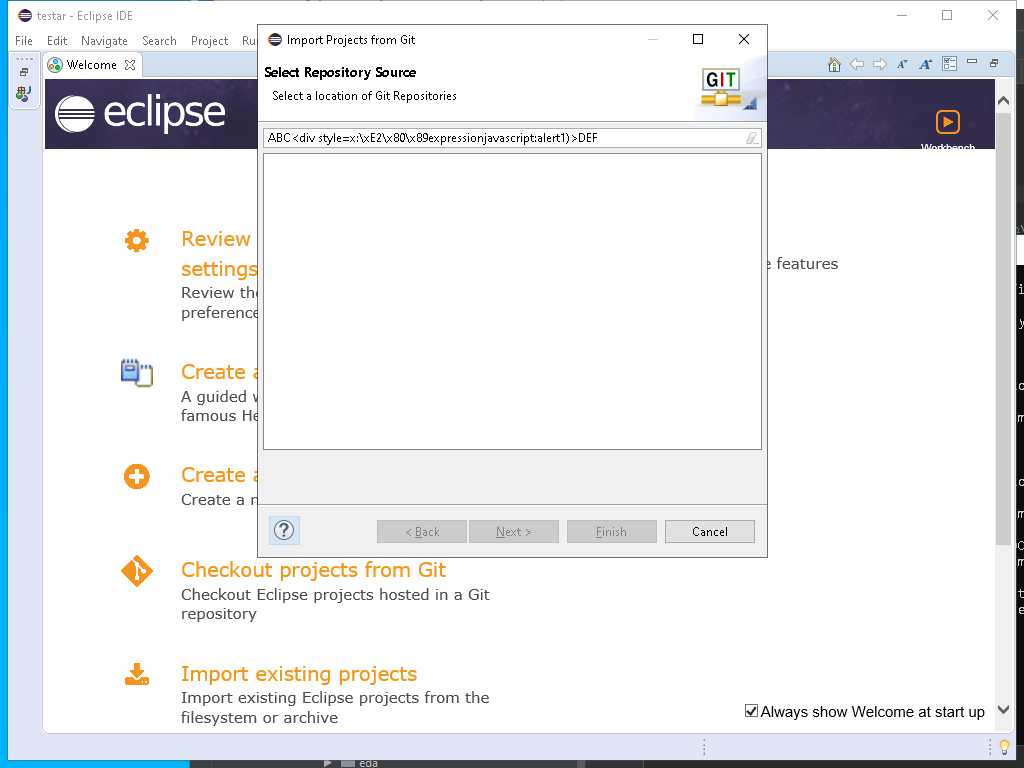 testar - Eclipse IDE
File Edit Navigate Search Project
Import Projects from Git
Select Repository Source
Select a location of Git Repositories
GIT
Welcome
eclipse
Workbench
ABC<div style=x:\xE2\x80\x89expressionjavascript:alert1)>DEF
Review
settings
Review the
preference
features
Create a
A guided
famous He
Create a
Create a
< Back Next > Finish Cancel
Checkout projects from Git
Checkout Eclipse projects hosted in a Git
repository
Import existing projects
Import existing Eclipse projects from the
filesystem or archive
Always show Welcome at start up
eda